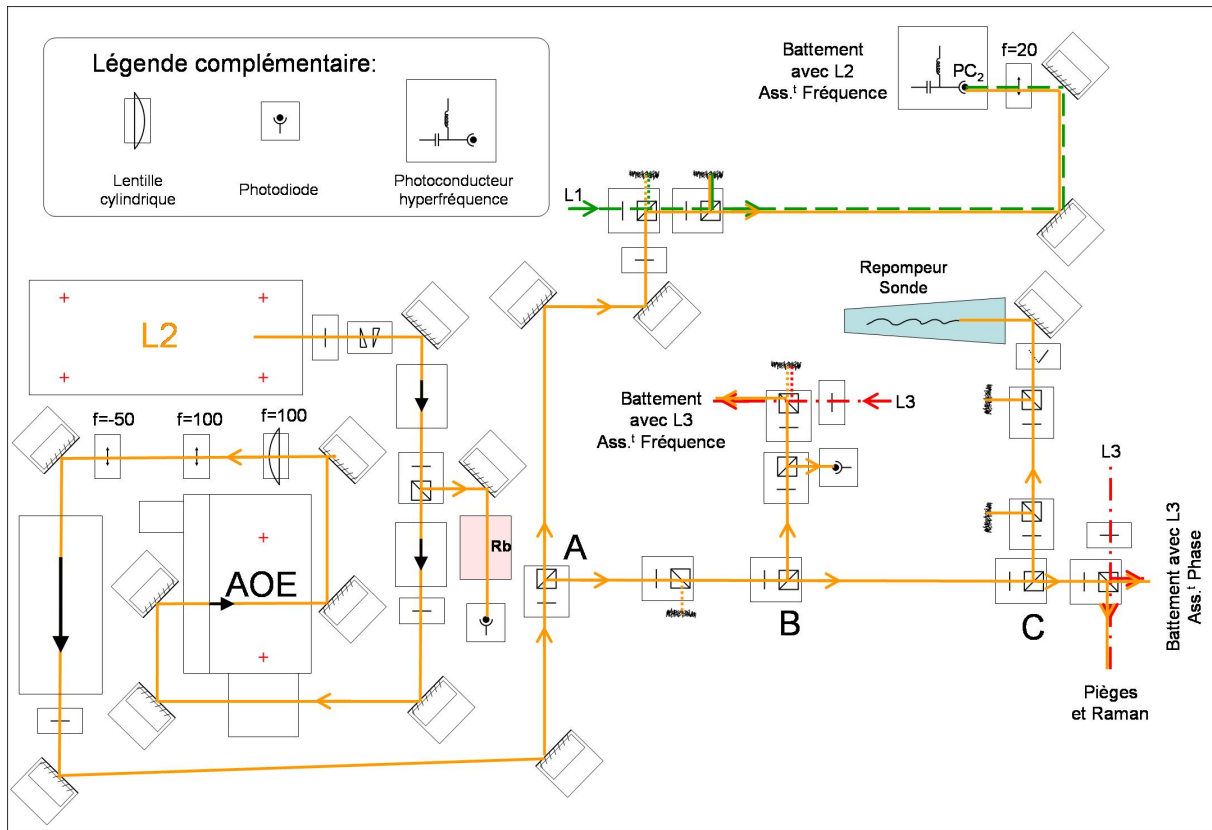 Légende complémentaire:
Lentille
cylindrique
Photodiode
Photoconducteur
hyperfréquence
Battement
avec L2
Ass.t Fréquence
PC2
f=20
L1
L2
Repompeur
Sonde
Battement
avec L3
Ass.t Fréquence
L3
f=-50
f=100
f=100
L3
Rb
A
AOE
B
C
Battement avec L3
Ass.t Phase
Pièges
et Raman